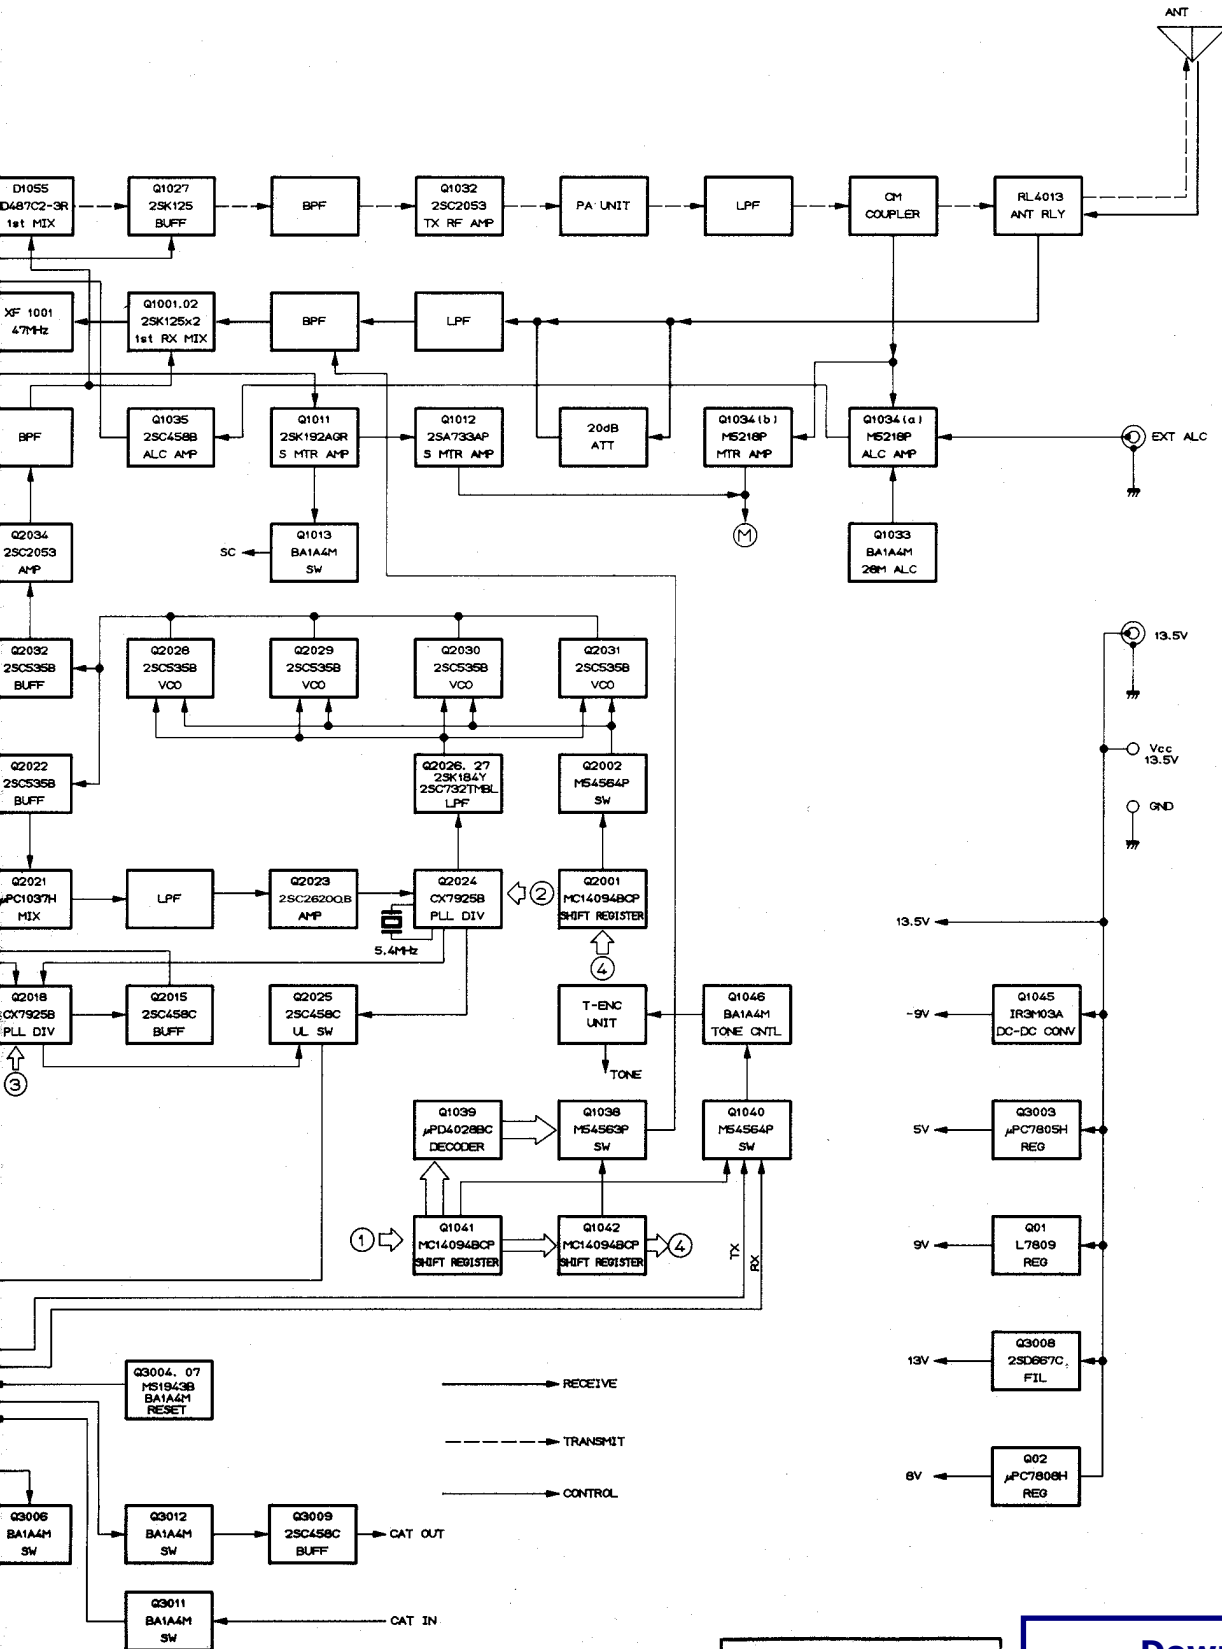 ANT
D1055
D487C2-3R
1st MIX
Q1027
2SK125
BUFF
BPF
Q1032
2SC2053
TX RF AMP
PA UNIT
LPF
CM
COUPLER
RL4013
ANT RLY
XF 1001
47MHz
Q1001.02
2SK125x2
1st RX MIX
BPF
LPF
BPF
Q1035
2SC458B
ALC AMP
Q1011
2SK192AGR
S MTR AMP
Q1012
2SA733AP
S MTR AMP
20dB
ATT
Q1034(b)
M5218P
MTR AMP
Q1034(a)
M5218P
ALC AMP
EXT ALC
Q2034
2SC2053
AMP
SC
Q1013
BA1A4M
SW
M
Q1033
BA1A4M
28M ALC
Q2032
2SC535B
BUFF
Q2028
2SC535B
VCO
Q2029
2SC535B
VCO
Q2030
2SC535B
VCO
Q2031
2SC535B
VCO
13.5V
Q2022
2SC535B
BUFF
Q2026. 27
2SK184Y
2SC732TMBL
LPF
Q2002
M54564P
SW
Vcc
13.5V
GND
Q2021
μPC1037H
MIX
LPF
Q2023
2SC2620QB
AMP
Q2024
CX7925B
PLL DIV
2
Q2001
MC14094BCP
SHIFT REGISTER
5.4MHz
4
13.5V
Q2018
CX7925B
PLL DIV
Q2015
2SC458C
BUFF
Q2025
2SC458C
UL SW
T-ENC
UNIT
Q1046
BA1A4M
TONE CNTL
-9V
Q1045
IR3M03A
DC-DC CONV
3
TONE
Q1039
μPD4028BC
DECODER
Q1038
M54563P
SW
Q1040
M54564P
SW
5V
Q3003
μPC7805H
REG
1
Q1041
MC14094BCP
SHIFT REGISTER
Q1042
MC14094BCP
SHIFT REGISTER
4
TX
RX
9V
Q01
L7809
REG
Q3004. 07
MS1943B
BA1A4M
RESET
RECEIVE
13V
Q3008
2SD667C
FIL
TRANSMIT
CONTROL
8V
Q02
μPC7808H
REG
Q3006
BA1A4M
SW
Q3012
BA1A4M
SW
Q3009
2SC458C
BUFF
CAT OUT
Q3011
BA1A4M
SW
CAT IN